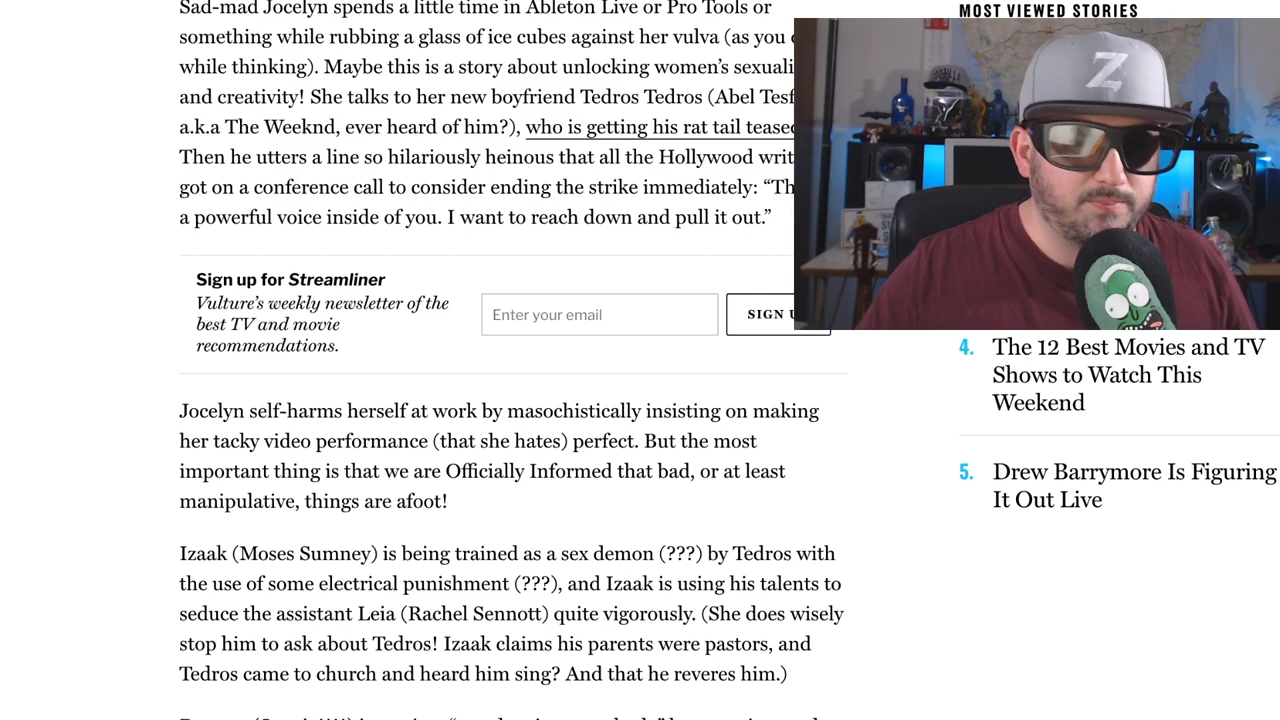 Sad-mad Jocelyn spends a little time in Ableton Live or Pro Tools or
something while rubbing a glass of ice cubes against her vulva (as you
while thinking). Maybe this is a story about unlocking women's
and creativity! She talks to her new boyfriend Tedros Tedros (Abel
a.k.a The Weeknd, ever heard of him?), who is getting his rat tail
Then he utters a line so hilariously heinous that all the Hollywood
got on a conference call to consider ending the strike immediately:
a powerful voice inside of you. I want to reach down and pull it out.”
Sign up for Streamliner
Vulture's weekly newsletter of the
best TV and movie
recommendations.
Enter your email
SIGN
Jocelyn self-harms herself at work by masochistically insisting on making
her tacky video performance (that she hates) perfect. But the most
important thing is that we are Officially Informed that bad, or at least
manipulative, things are afoot!
Izaak (Moses Sumney) is being trained as a sex demon (???) by Tedros with
the use of some electrical punishment (???), and Izaak is using his talents to
seduce the assistant Leia (Rachel Sennott) quite vigorously. (She does wisely
stop him to ask about Tedros! Izaak claims his parents were pastors, and
Tedros came to church and heard him sing? And that he reveres him.)
MOST VIEWED STORIES
Z
4. The 12 Best Movies and TV
Shows to Watch This
Weekend
5. Drew Barrymore Is Figuring
It Out Live